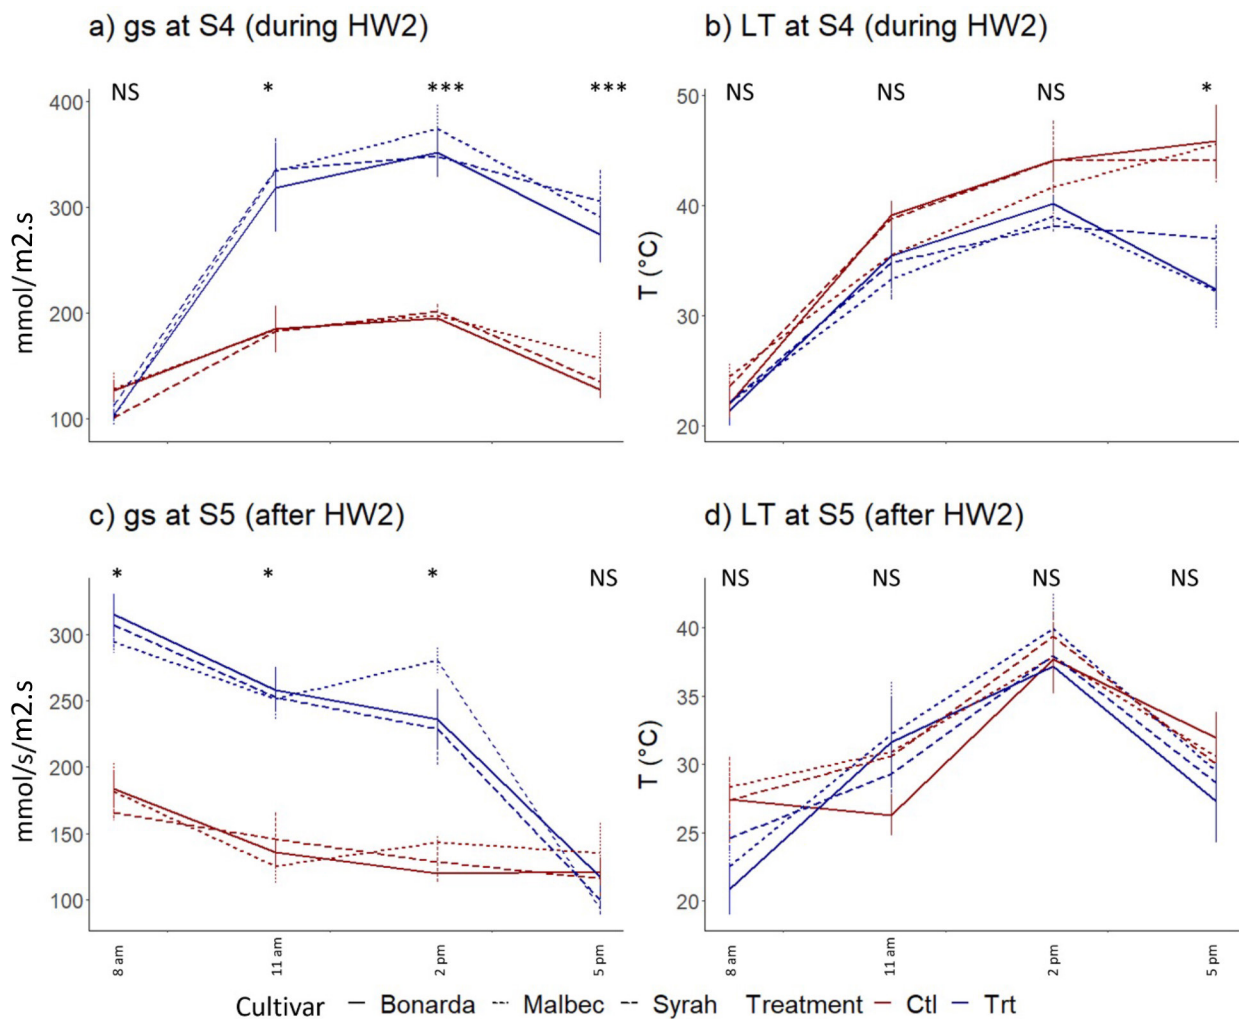 a) gs at S4 (during HW2)
NS * *** ***
mmol/m2.s
400
300
200
100
b) LT at S4 (during HW2)
NS NS NS *
T (°C)
50
40
30
20
c) gs at S5 (after HW2)
* * * NS
mmol/s/m2.s
300
250
200
150
100
8 am 11 am 2 pm 5 pm
d) LT at S5 (after HW2)
NS NS NS NS
T (°C)
40
35
30
25
20
8 am 11 am 2 pm 5 pm
Cultivar Bonarda Malbec Syrah Treatment Ctl Trt